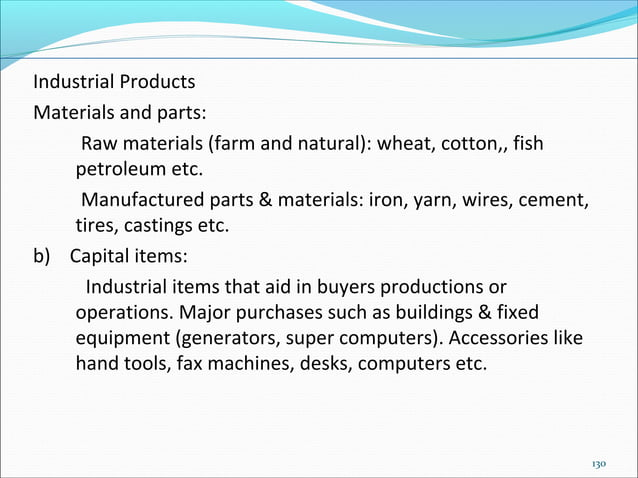 Industrial Products
Materials and parts:
Raw materials (farm and natural): wheat, cotton,, fish
petroleum etc.
Manufactured parts & materials: iron, yarn, wires, cement,
tires, castings etc.
b) Capital items:
Industrial items that aid in buyers productions or
operations. Major purchases such as buildings & fixed
equipment (generators, super computers). Accessories like
hand tools, fax machines, desks, computers etc.
130